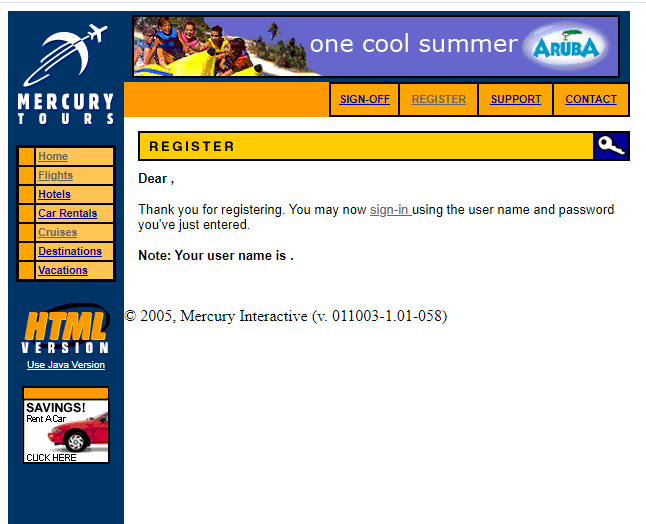 one cool summer ARUBA
MERCURY
TOURS
SIGN-OFF REGISTER SUPPORT CONTACT
Home
Flights
Hotels
Car Rentals
Cruises
Destinations
Vacations
HTML
VERSION
Use Java Version
SAVINGS!
Rent A Car
CLICK HERE
REGISTER
Dear ,
Thank you for registering. You may now sign-in using the user name and password
you've just entered.
Note: Your user name is .
© 2005, Mercury Interactive (v. 011003-1.01-058)